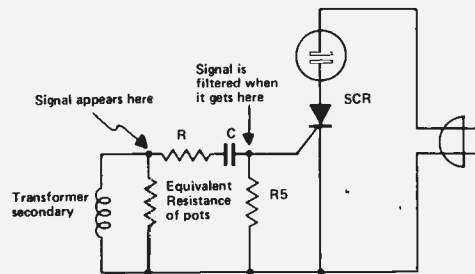 Signal is
filtered when
it gets here
Signal appears here
SCR
R
C
Transformer
secondary
Equivalent
Resistance
of pots
R5